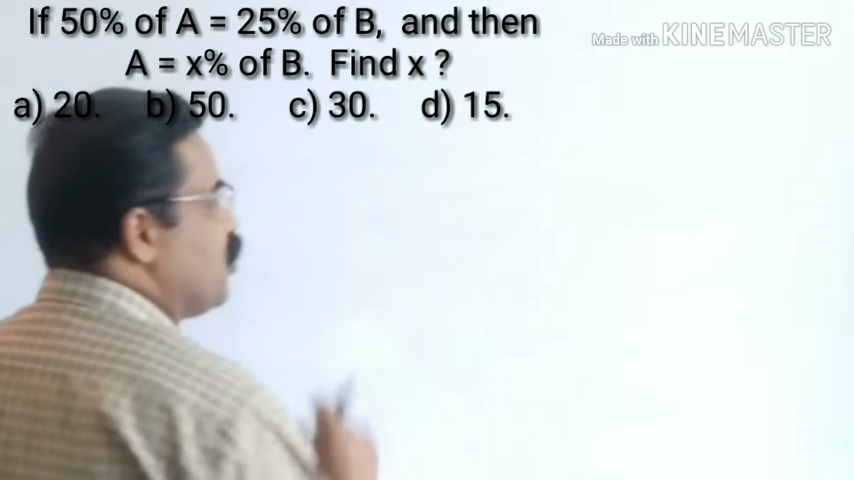 If 50% of A = 25% of B, and then
Made with KINEMASTER
A = x% of B. Find x ?
a) 20. b) 50. c) 30. d) 15.